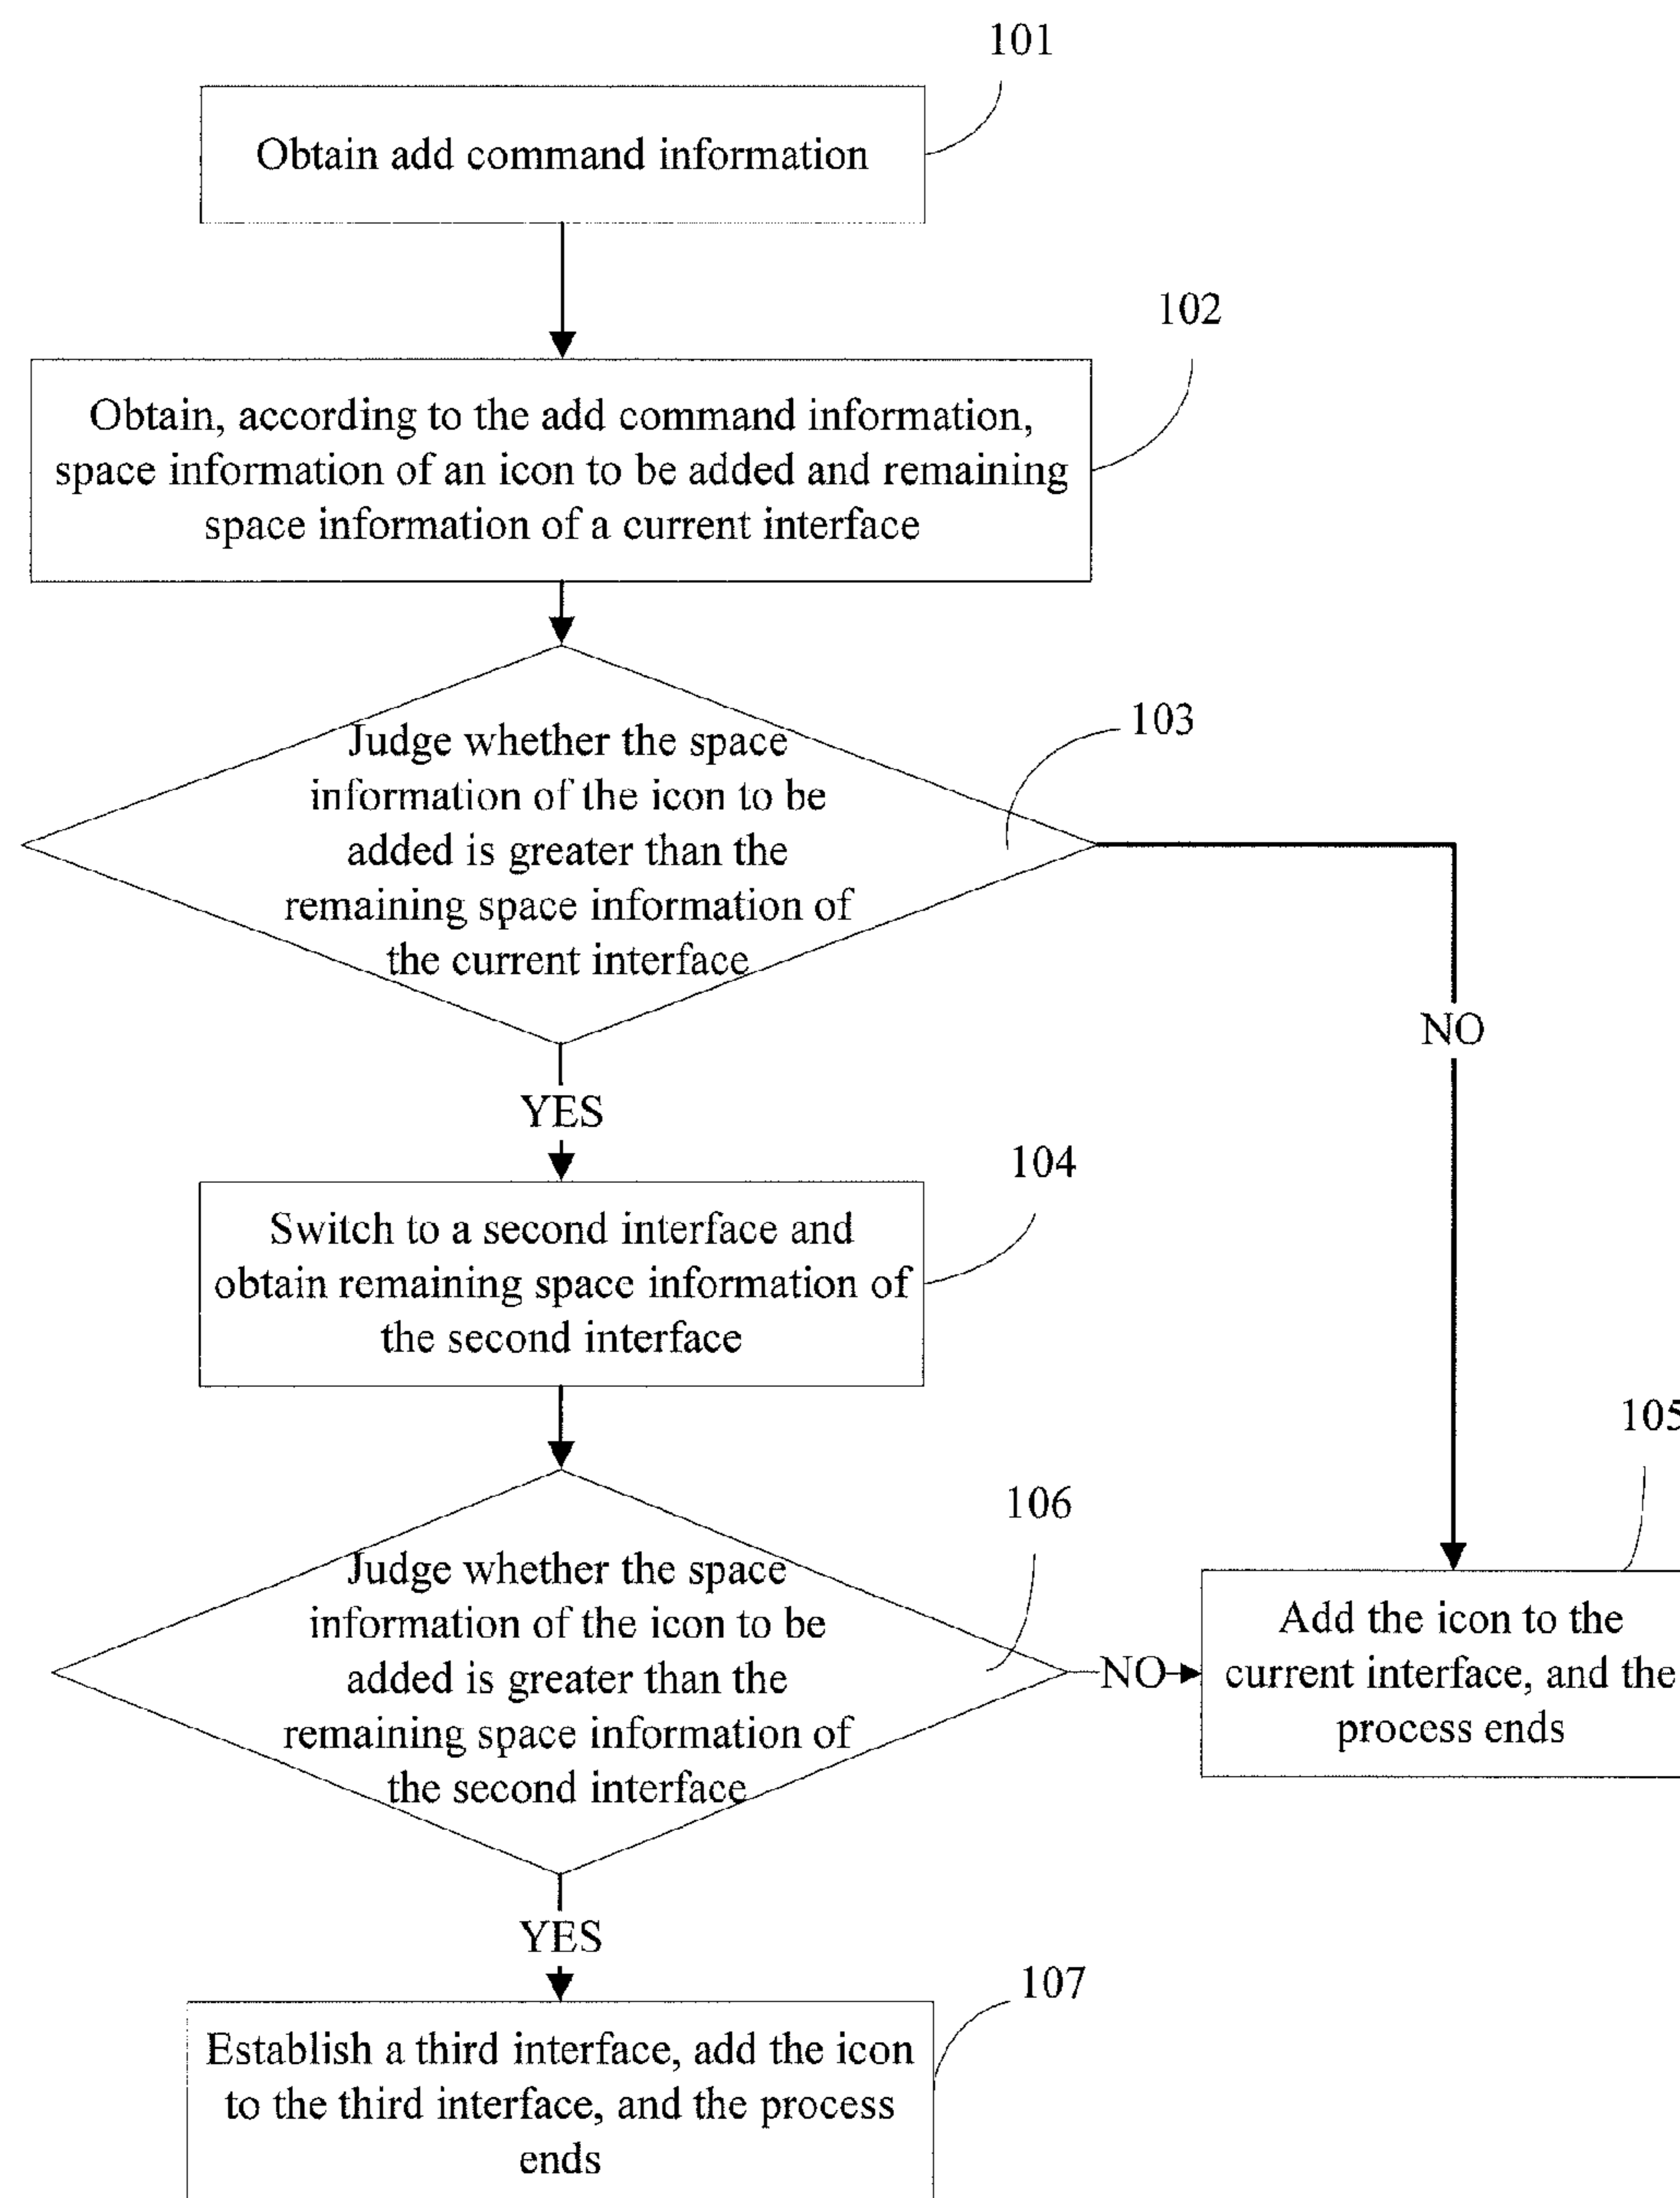 101
Obtain add command information
102
Obtain, according to the add command information,
space information of an icon to be added and remaining
space information of a current interface
103
Judge whether the space
information of the icon to be
added is greater than the
remaining space information of
the current interface
NO
YES
104
Switch to a second interface and
obtain remaining space information of
the second interface
105
106
Judge whether the space
information of the icon to be
added is greater than the
remaining space information of
the second interface
NO
Add the icon to the
current interface, and the
process ends
YES
107
Establish a third interface, add the icon
to the third interface, and the process
ends